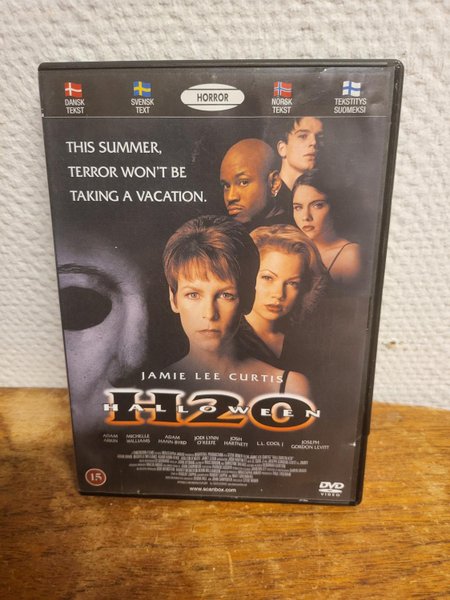 DANSK
TEKST
SVENSK
TEXT
HORROR
NORSK
TEKST
TEKSTITYS
SUOMEKSI
THIS SUMMER,
TERROR WON'T BE
TAKING A VACATION.
JAMIE LEE CURTIS
H20
HALLOWEEN
ADAM
ARKIN
MICHELLE
WILLIAMS
ADAM
HANN-BYRD
JODI LYNN
O'KEEFE
JOSH
HARTNETT
L.L. COOL J
JOSEPH
GORDON LEVITT
15
www.scanbox.com
DVD
VIDEO